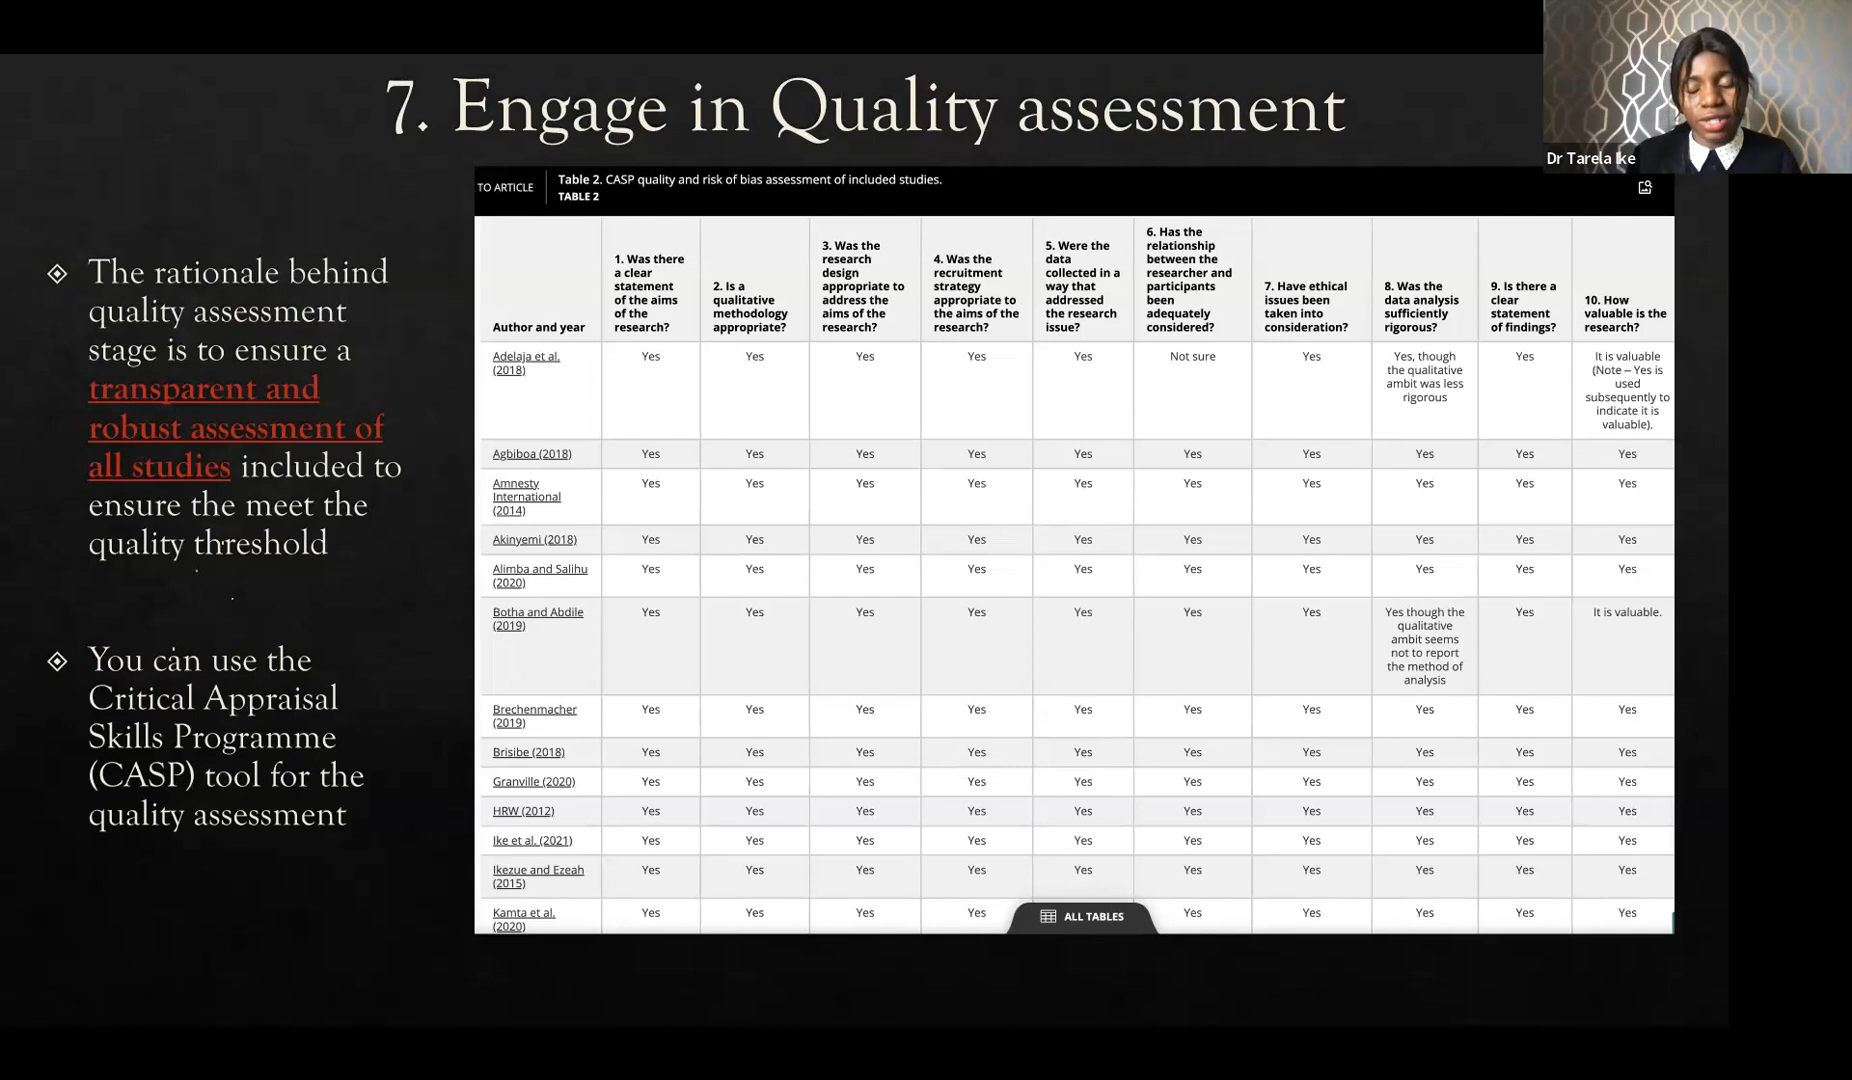 7. Engage in Quality assessment
Dr Tarela Ike
The rationale behind
quality assessment
stage is to ensure a
transparent and
robust assessment of
all studies included to
ensure the meet the
quality threshold
You can use the
Critical Appraisal
Skills Programme
(CASP) tool for the
quality assessment
TO ARTICLE
Table 2. CASP quality and risk of bias assessment of included studies.
TABLE 2
Author and year
1. Was there
a clear
statement
of the aims
of the
research?
2. Is a
qualitative
methodology
appropriate?
3. Was the
research
design
appropriate to
address the
aims of the
research?
4. Was the
recruitment
strategy
appropriate to
the aims of the
research?
5. Were the
data
collected in a
way that
addressed
the research
issue?
6. Has the
relationship
between the
researcher and
participants
been
adequately
considered?
7. Have ethical
issues been
taken into
consideration?
8. Was the
data analysis
sufficiently
rigorous?
9. Is there a
clear
statement
of findings?
10. How
valuable is the
research?
Adelaja et al.
(2018)
Yes
Yes
Yes
Yes
Yes
Not sure
Yes
Yes, though
the qualitative
ambit was less
rigorous
Yes
It is valuable
(Note – Yes is
used
subsequently to
indicate it is
valuable).
Agbiboa (2018) Yes Yes Yes Yes Yes Yes Yes Yes Yes Yes
Amnesty
International
(2014)
Yes Yes Yes Yes Yes Yes Yes Yes Yes Yes
Akinyemi (2018) Yes Yes Yes Yes Yes Yes Yes Yes Yes Yes
Alimba and Salihu
(2020)
Yes Yes Yes Yes Yes Yes Yes Yes Yes Yes
Botha and Abdile
(2019)
Yes
Yes
Yes
Yes
Yes
Yes
Yes
Yes though the
qualitative
ambit seems
not to report
the method of
analysis
Yes
It is valuable.
Brechenmacher
(2019)
Yes Yes Yes Yes Yes Yes Yes Yes Yes Yes
Brisibe (2018) Yes Yes Yes Yes Yes Yes Yes Yes Yes Yes
Granville (2020) Yes Yes Yes Yes Yes Yes Yes Yes Yes Yes
HRW (2012) Yes Yes Yes Yes Yes Yes Yes Yes Yes Yes
Ike et al. (2021) Yes Yes Yes Yes Yes Yes Yes Yes Yes Yes
Ikezue and Ezeah
(2015)
Yes Yes Yes Yes Yes Yes Yes Yes Yes Yes
Kamta et al.
(2020)
Yes Yes Yes Yes Yes Yes Yes Yes Yes
ALL TABLES